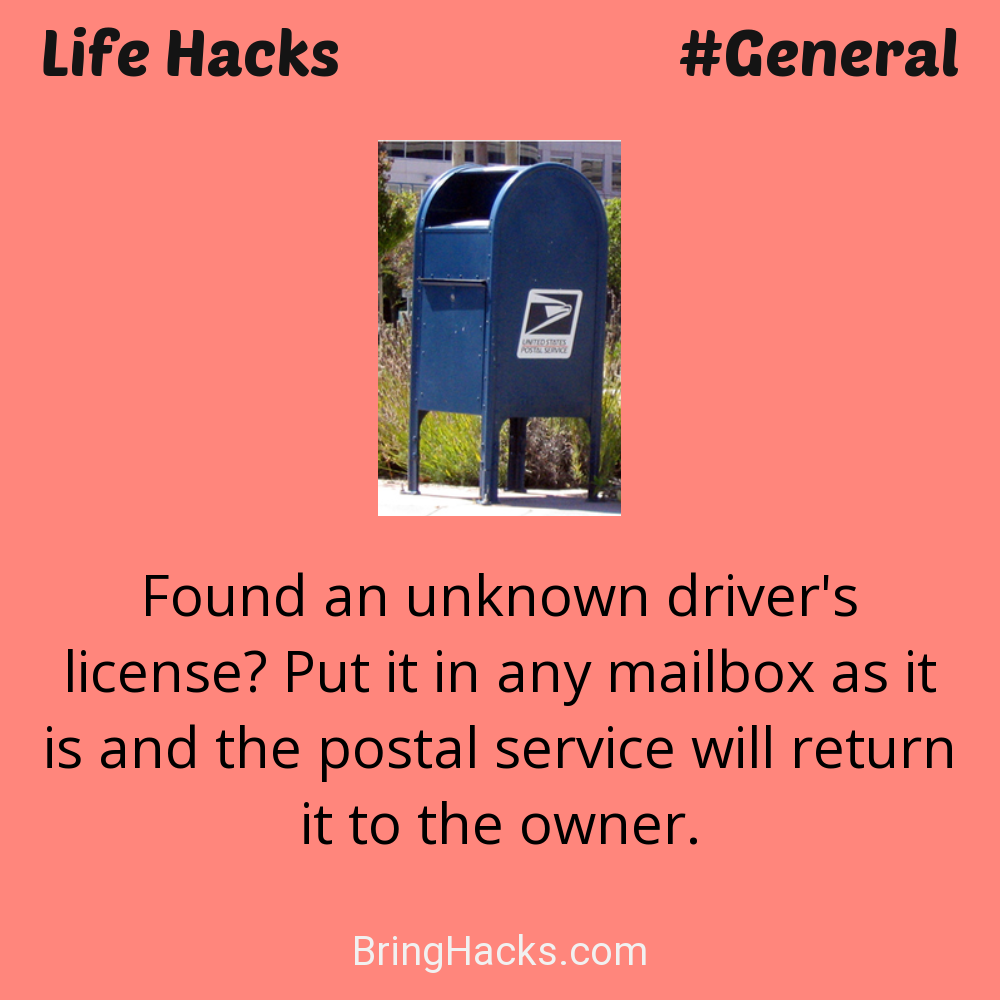 Life Hacks #General
UNITED STATES
POSTAL SERVICE
Found an unknown driver's
license? Put it in any mailbox as it
is and the postal service will return
it to the owner.
BringHacks.com